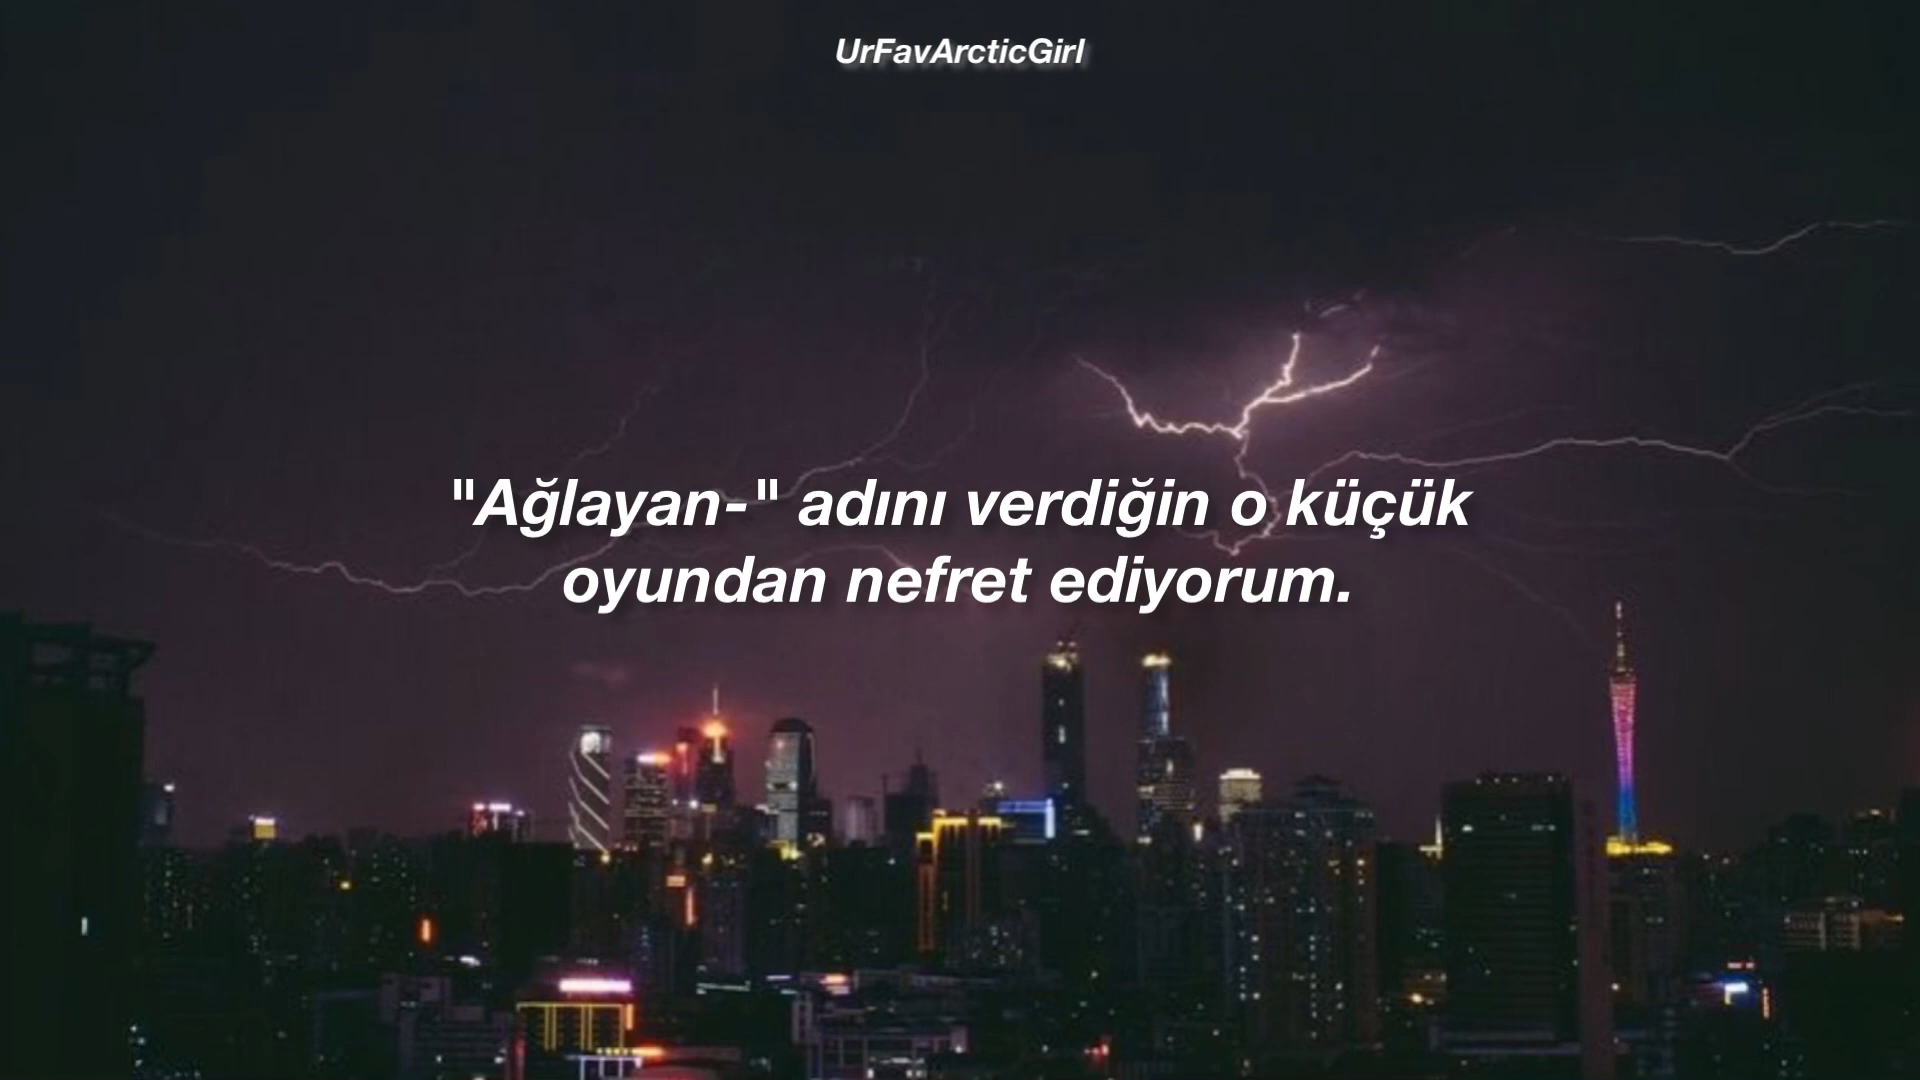 UrFavArcticGirl
"Ağlayan-" adını verdiğin o küçük
oyundan nefret ediyorum.